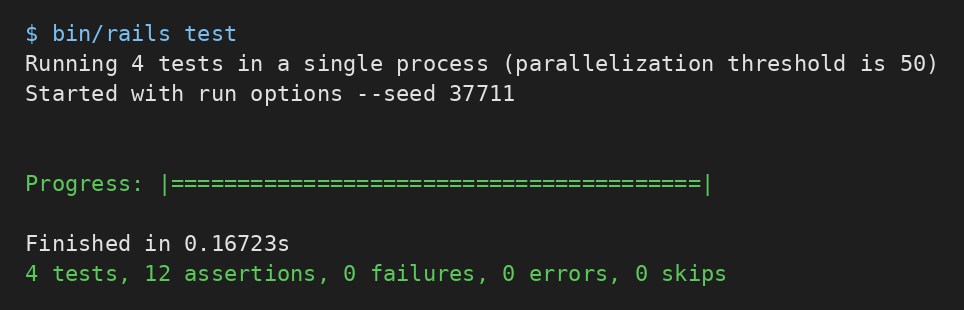 $ bin/rails test
Running 4 tests in a single process (parallelization threshold is 50)
Started with run options --seed 37711
Progress: |========================================|
Finished in 0.16723s
4 tests, 12 assertions, 0 failures, 0 errors, 0 skips